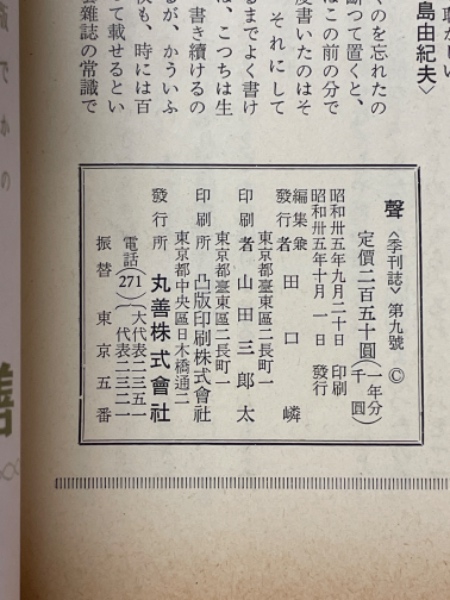 聽かしい
島由紀夫〉
くのを忘れたの
断つて置くと、
はこの前の分で
度書いたのはそ
それにして
るまでよく書け
は、こつちは生
書き続けるの
るが、かういふ
も、時には百
つて載せるとい
藝雜誌の常識で
聲〈季刊誌〉第九號 Ⓒ
定價二百五十圓(一年分千圓)
昭和卅五年九月二十日 印刷
昭和卅五年十月一日 發行
編集兼發行者 田口嶙
東京都臺東區二長町一
印刷者 山田三郎太
東京都臺東區二長町一
印刷所 凸版印刷株式會社
東京都中央區日本橋通二
發行所 丸善株式會社
電話(271)(大代表二三五一 代表二三二一)
振替東京五番